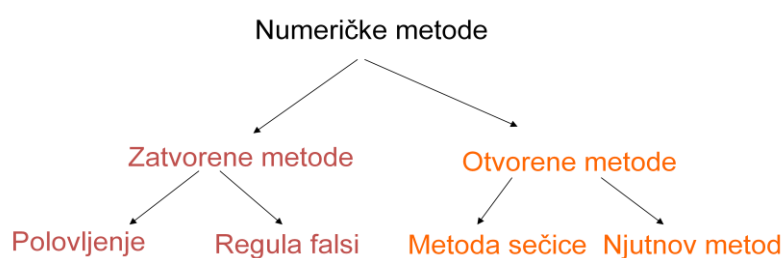 Numeričke metode
Zatvorene metode
Otvorene metode
Polovljenje
Regula falsi
Metoda sečice
Njutnov metod